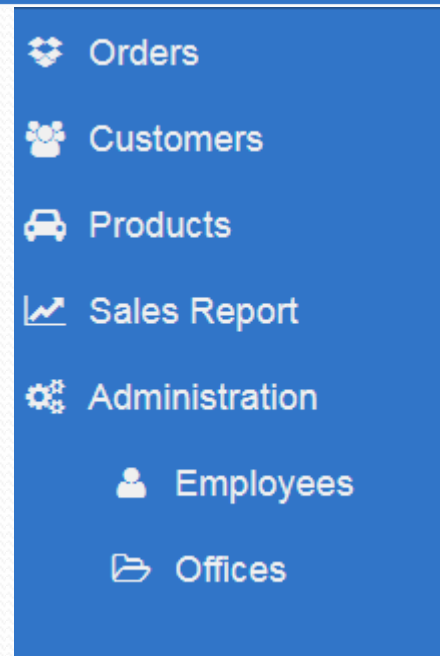 Orders
Customers
Products
Sales Report
Administration
Employees
Offices